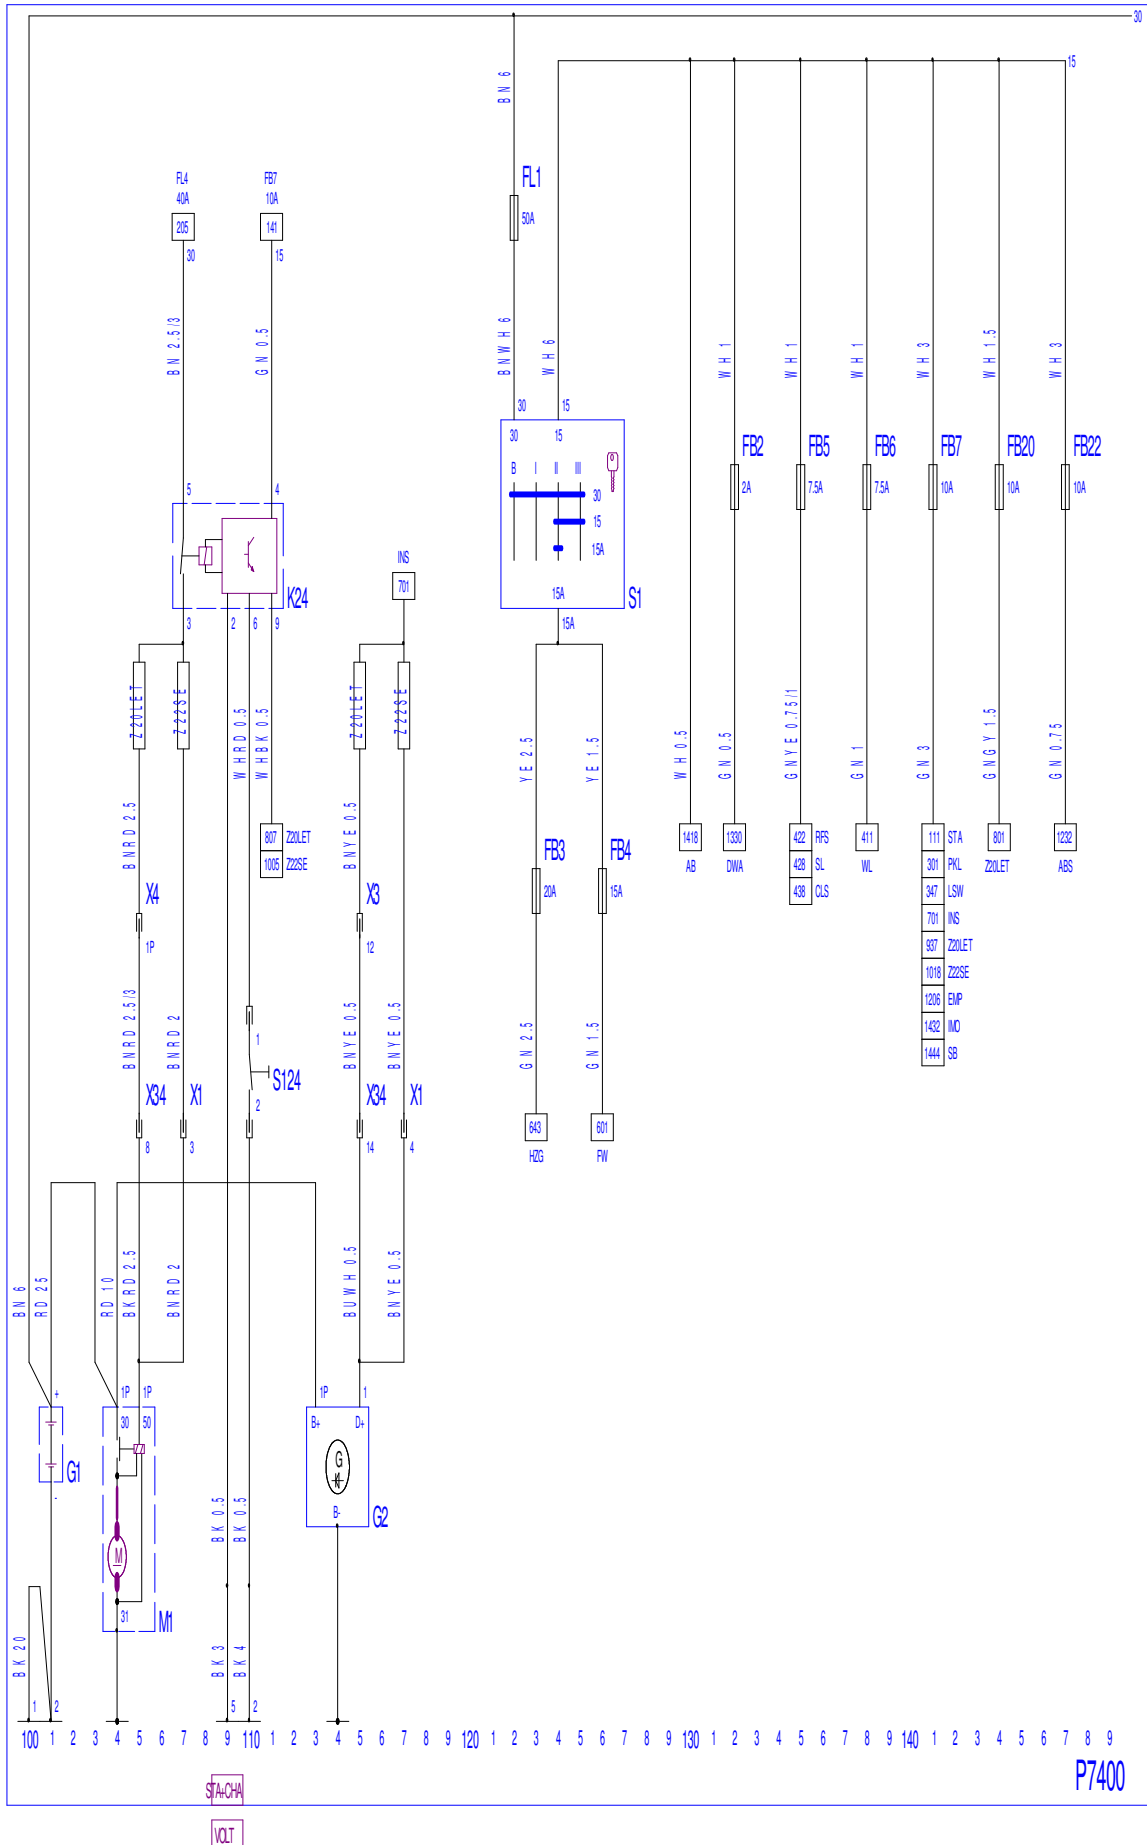 30
15
BN 6
FL1
50A
FL4
40A
205
30
FB7
10A
141
15
BN 2.5/3
GN 0.5
BNWH 6
WH 6
WH 1
WH 1
WH 1
WH 3
WH 1.5
WH 3
30
15
30
15
B
I
II
III
30
15
15A
15A
S1
15A
FB2
2A
FB5
7.5A
FB6
7.5A
FB7
10A
FB20
10A
FB22
10A
5
4
K24
3
2
6
9
INS
701
Z20LET
Z22SE
WHRD 0.5
WHBK 0.5
Z20LET
Z22SE
YE 2.5
YE 1.5
WH 0.5
GN 0.5
GNYE 0.75/1
GN 1
GN 3
GNGY 1.5
GN 0.75
BNRD 2.5
BNYE 0.5
807 Z20LET
1005 Z22SE
FB3
20A
FB4
15A
1418
AB
1330
DWA
422 RFS
428 SL
438 CLS
411
WL
111 STA
301 PKL
347 LSW
701 INS
937 Z20LET
1018 Z22SE
1206 EMP
1432 IMO
1444 SB
801
Z20LET
1232
ABS
X4
1P
X3
12
BNRD 2.5/3
BNRD 2
1
S124
2
BNYE 0.5
BNYE 0.5
GN 2.5
GN 1.5
X34
8
X1
3
X34
14
X1
4
643
HZG
601
FW
BN 6
RD 25
RD 10
BKRD 2.5
BNRD 2
BUWH 0.5
BNYE 0.5
+
G1
-
1P
1P
30
50
M
31
M1
1P
1
B+
D+
G
B-
G2
BK 0.5
BK 0.5
BK 20
BK 3
BK 4
1
2
5
2
100 1 2 3 4 5 6 7 8 9 110 1 2 3 4 5 6 7 8 9 120 1 2 3 4 5 6 7 8 9 130 1 2 3 4 5 6 7 8 9 140 1 2 3 4 5 6 7 8 9
P7400
STA+CHA
VOLT